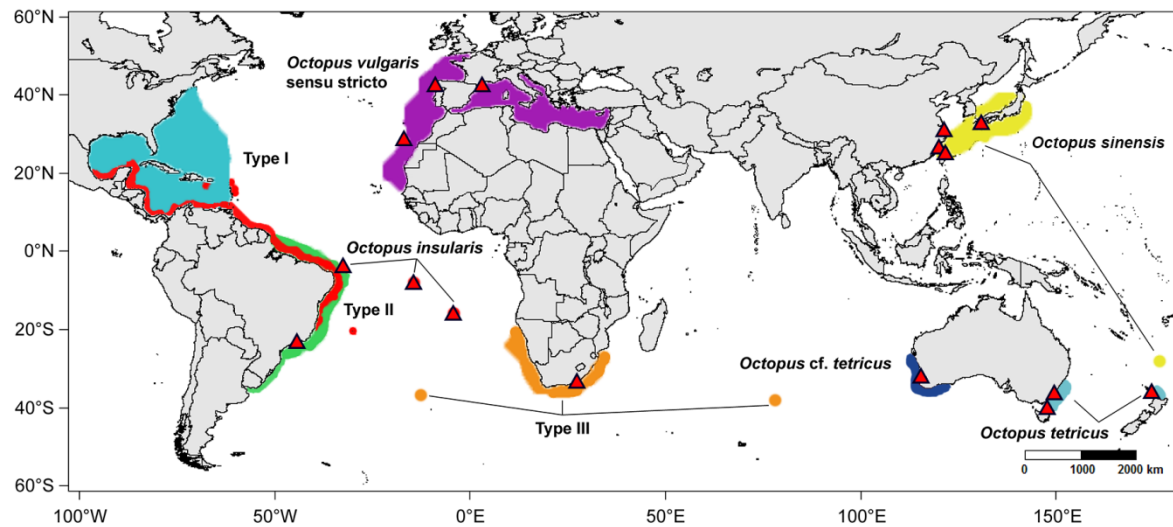 60°N
40°N
20°N
0°N
20°S
40°S
60°S
Octopus vulgaris
sensu stricto
Type I
Octopus sinensis
Octopus insularis
Type II
Octopus cf. tetricus
Type III
Octopus tetricus
0 1000 2000 km
100°W 50°W 0°E 50°E 100°E 150°E